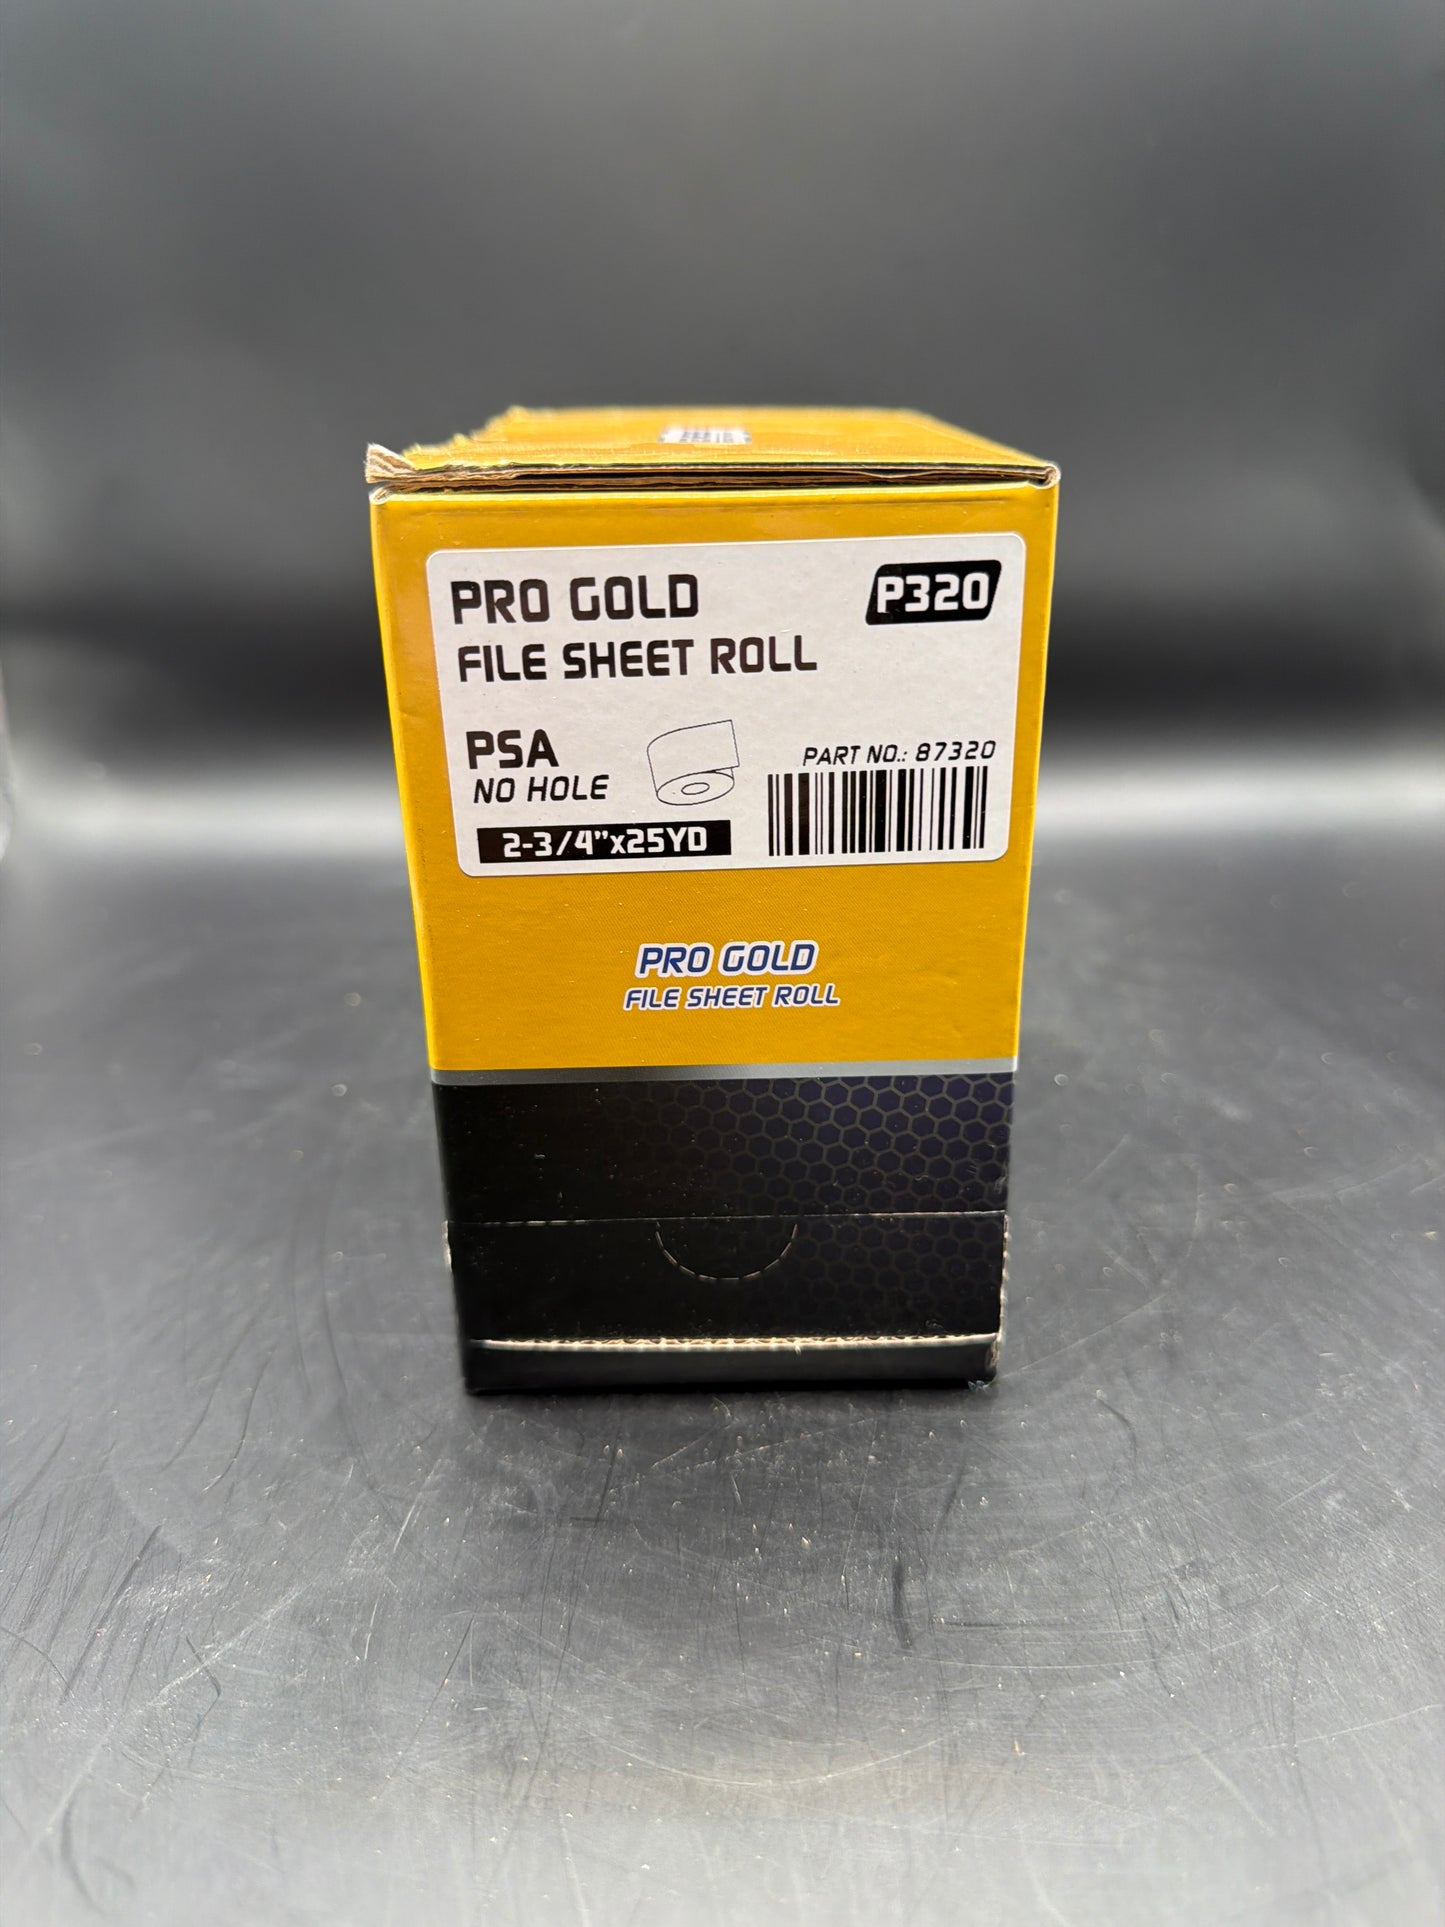 PRO GOLD
P320
FILE SHEET ROLL
PSA
NO HOLE
PART NO.: 87320
2-3/4"x25YD
PRO GOLD
FILE SHEET ROLL